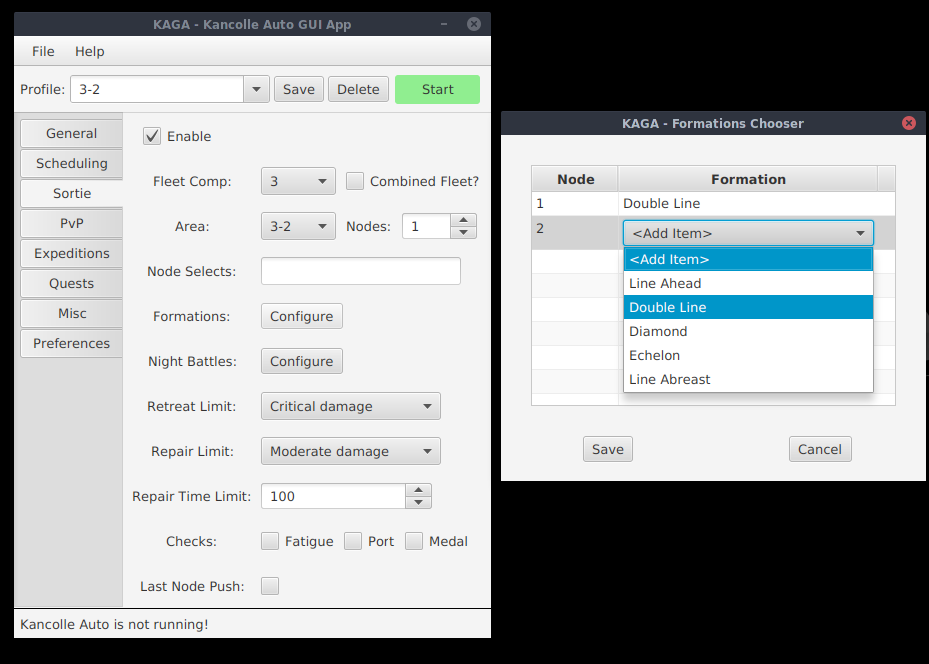 KAGA - Kancolle Auto GUI App
File Help
Profile: 3-2 Save Delete Start
General
Scheduling
Sortie
PvP
Expeditions
Quests
Misc
Preferences
Enable
Fleet Comp: 3 Combined Fleet?
Area: 3-2 Nodes: 1
Node Selects:
Formations: Configure
Night Battles: Configure
Retreat Limit: Critical damage
Repair Limit: Moderate damage
Repair Time Limit: 100
Checks: Fatigue Port Medal
Last Node Push:
Kancolle Auto is not running!
KAGA - Formations Chooser
Node Formation
1 Double Line
2 <Add Item>
<Add Item>
Line Ahead
Double Line
Diamond
Echelon
Line Abreast
Save Cancel